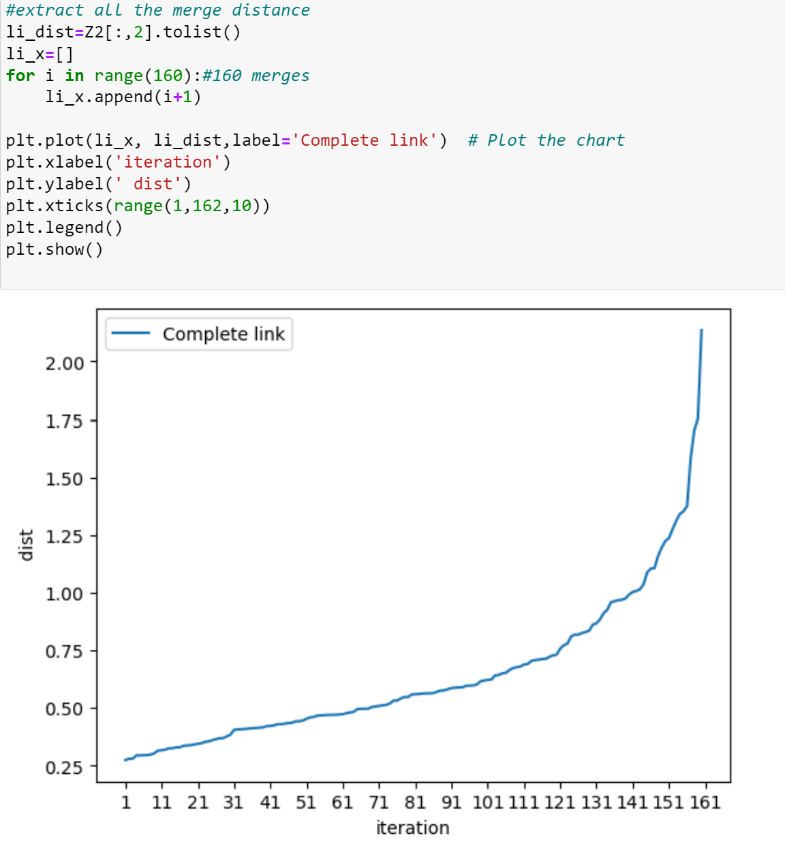 #extract all the merge distance
li_dist=Z2[:,2].tolist()
li_x=[]
for i in range(160):#160 merges
    li_x.append(i+1)
plt.plot(li_x, li_dist,label='Complete link')  # Plot the chart
plt.xlabel('iteration')
plt.ylabel(' dist')
plt.xticks(range(1,162,10))
plt.legend()
plt.show()
Complete link
2.00
1.75
1.50
1.25
1.00
0.75
0.50
0.25
dist
1 11 21 31 41 51 61 71 81 91 101 111 121 131 141 151 161
iteration